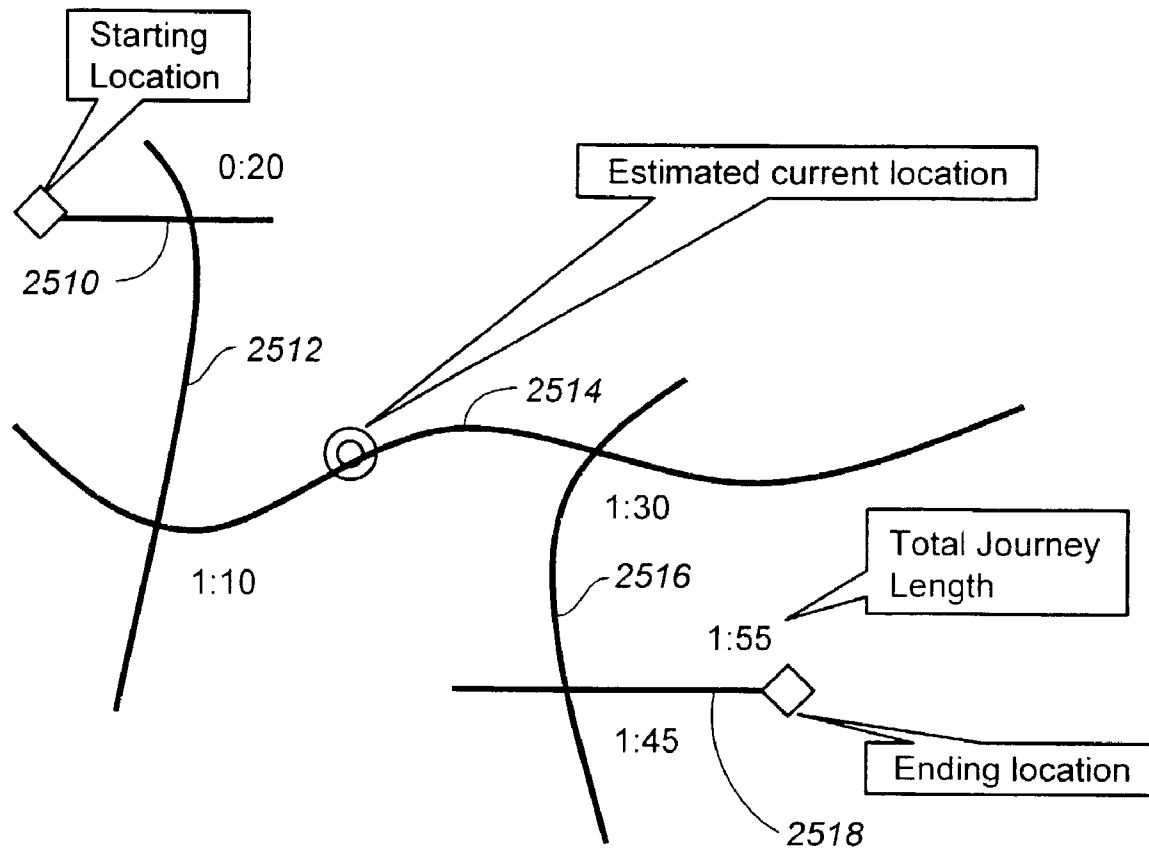 Starting
Location
0:20
Estimated current location
2510
2512
2514
1:30
1:10
2516
Total Journey
Length
1:55
1:45
Ending location
2518